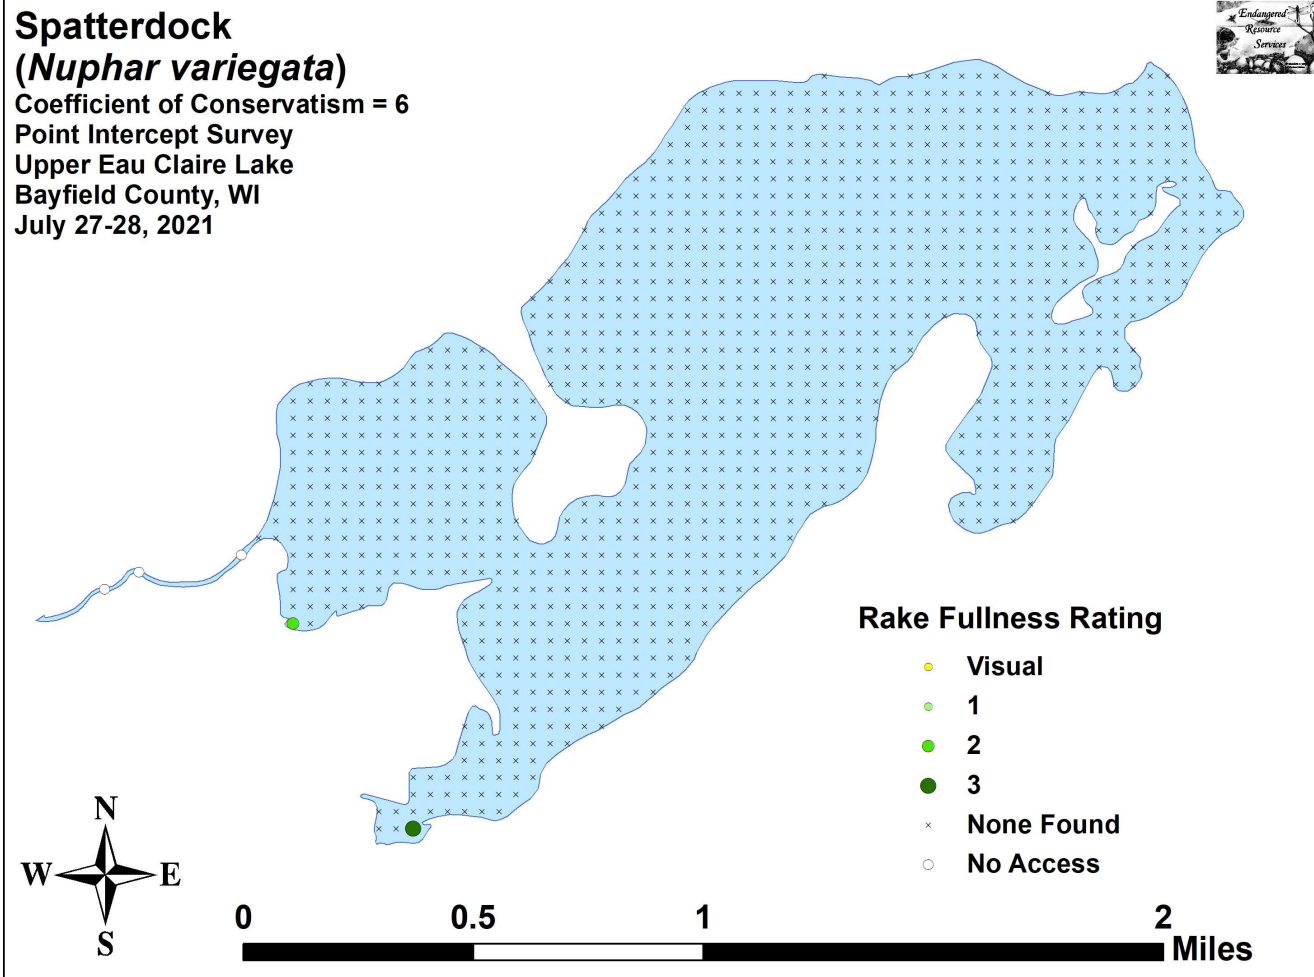 Spatterdock
(Nuphar variegata)
Coefficient of Conservatism = 6
Point Intercept Survey
Upper Eau Claire Lake
Bayfield County, WI
July 27-28, 2021
Endangered
Resource
Services
Rake Fullness Rating
Visual
1
2
3
None Found
No Access
N
W E
S
0 0.5 1 2
Miles